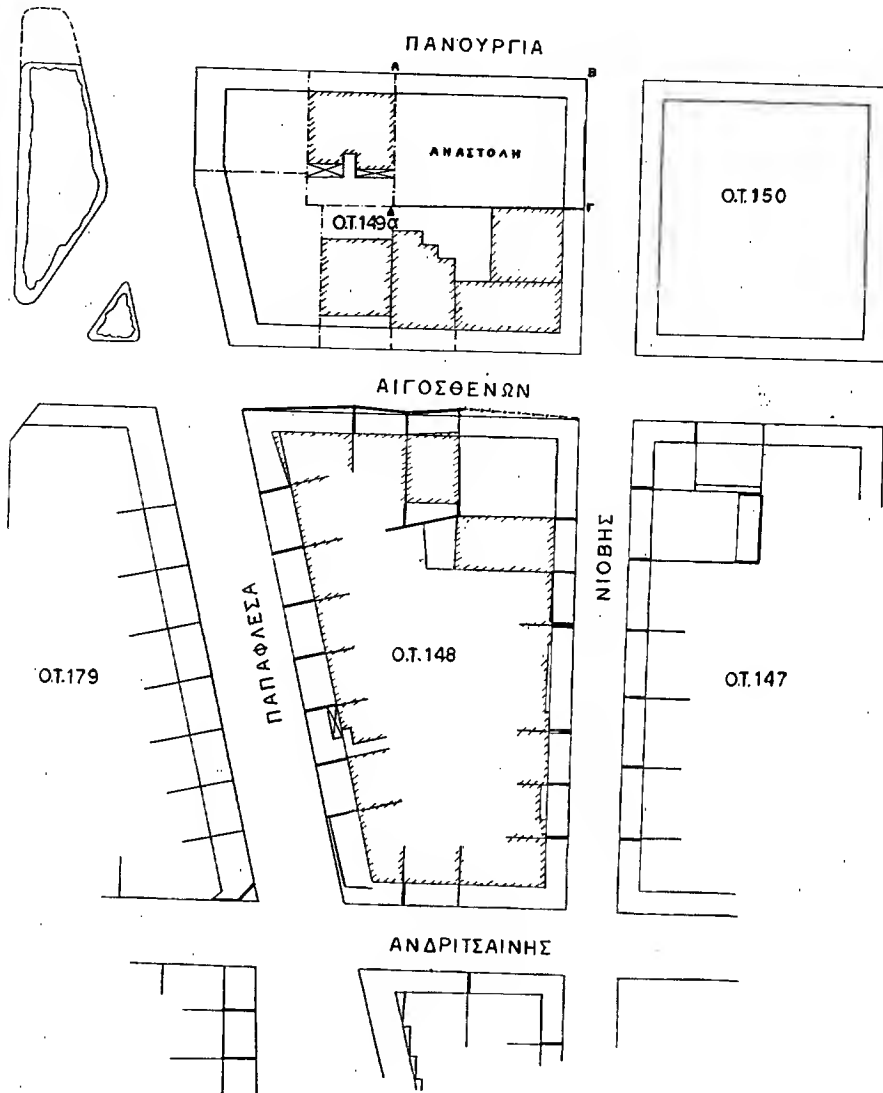 ΠΑΝΟΥΡΓΙΑ
Α
Β
ΑΝΑΣΤΟΛΗ
Ο.Τ.150
Δ
Γ
Ο.Τ.149α
ΑΙΓΟΣΘΕΝΩΝ
ΝΙΟΒΗΣ
ΠΑΠΑΦΛΕΣΑ
Ο.Τ.148
Ο.Τ.179
Ο.Τ.147
ΑΝΔΡΙΤΣΑΙΝΗΣ